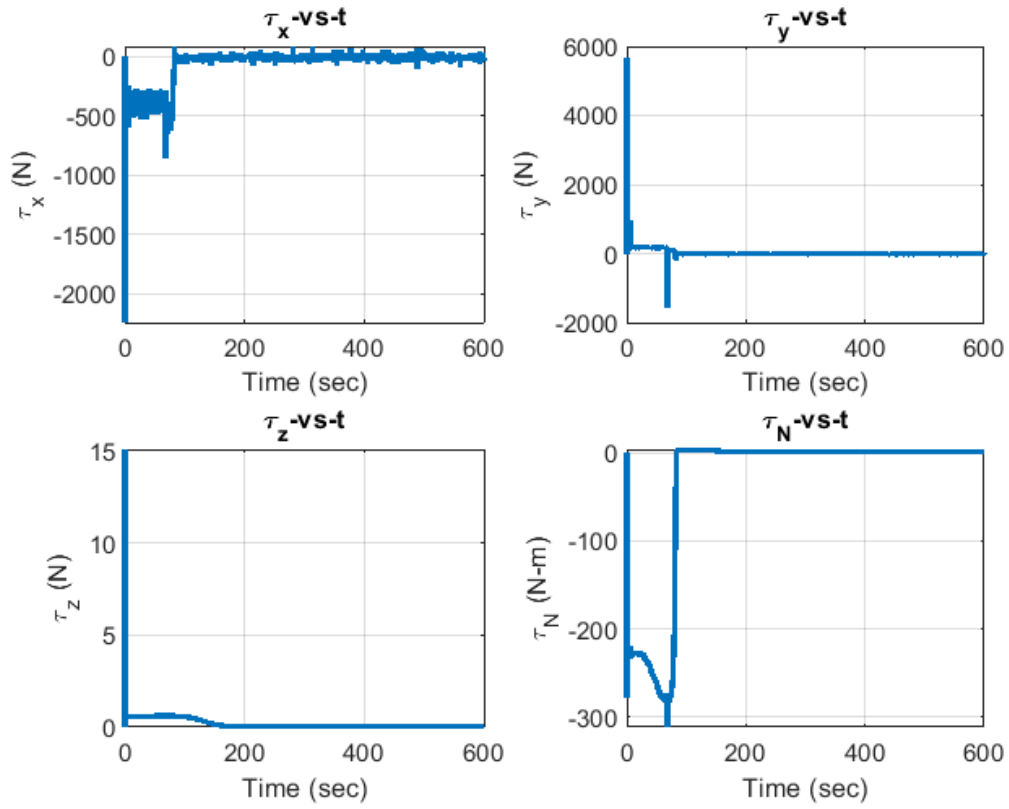 τx-vs-t
0
-500
-1000
-1500
-2000
τx (N)
0 200 400 600
Time (sec)
τy-vs-t
6000
4000
2000
0
-2000
τy (N)
0 200 400 600
Time (sec)
τz-vs-t
15
10
5
0
τz (N)
0 200 400 600
Time (sec)
τN-vs-t
0
-100
-200
-300
τN (N-m)
0 200 400 600
Time (sec)